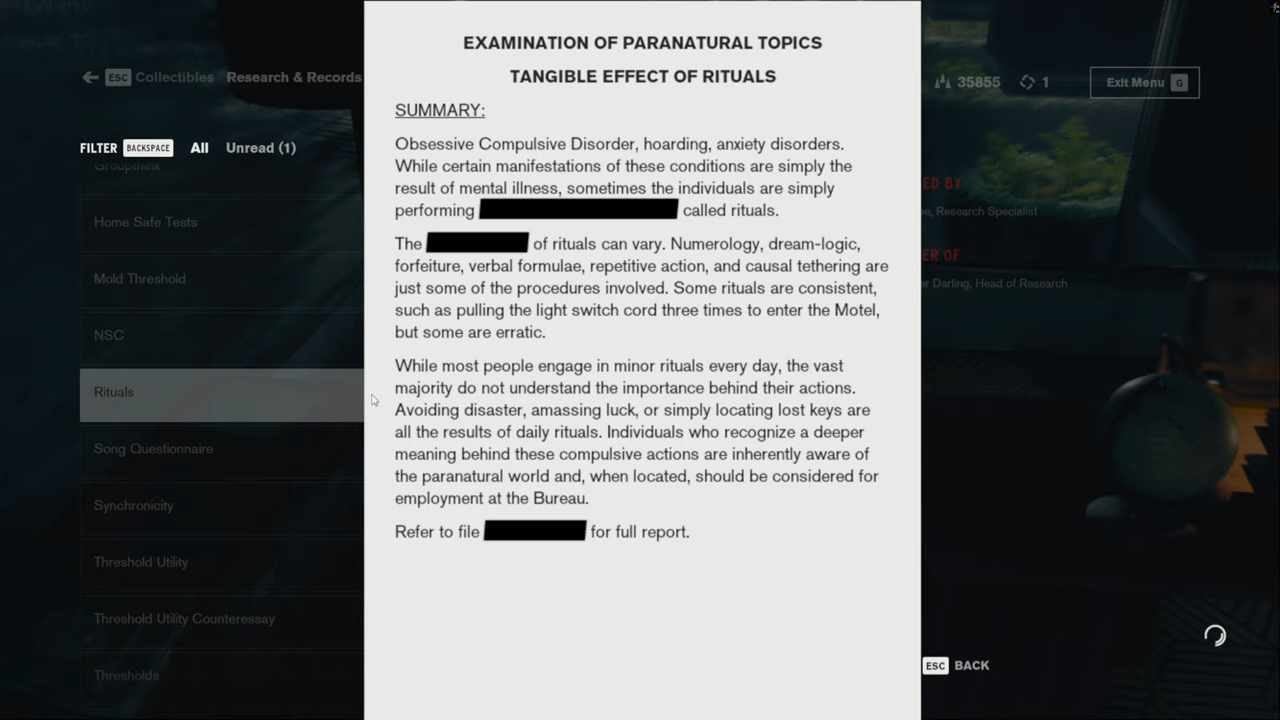 EXAMINATION OF PARANATURAL TOPICS
TANGIBLE EFFECT OF RITUALS
SUMMARY:
Obsessive Compulsive Disorder, hoarding, anxiety disorders.
While certain manifestations of these conditions are simply the
result of mental illness, sometimes the individuals are simply
performing called rituals.
The of rituals can vary. Numerology, dream-logic,
forfeiture, verbal formulae, repetitive action, and causal tethering are
just some of the procedures involved. Some rituals are consistent,
such as pulling the light switch cord three times to enter the Motel,
but some are erratic.
While most people engage in minor rituals every day, the vast
majority do not understand the importance behind their actions.
Avoiding disaster, amassing luck, or simply locating lost keys are
all the results of daily rituals. Individuals who recognize a deeper
meaning behind these compulsive actions are inherently aware of
the paranatural world and, when located, should be considered for
employment at the Bureau.
Refer to file for full report.
ESC Collectibles Research & Records
35855 1 Exit Menu G
FILTER BACKSPACE All Unread (1)
Groupthink
Home Safe Tests
Mold Threshold
NSC
Rituals
Song Questionnaire
Synchronicity
Threshold Utility
Threshold Utility Counteressay
Thresholds
ED BY
, Research Specialist
ER OF
r Darling, Head of Research
ESC BACK